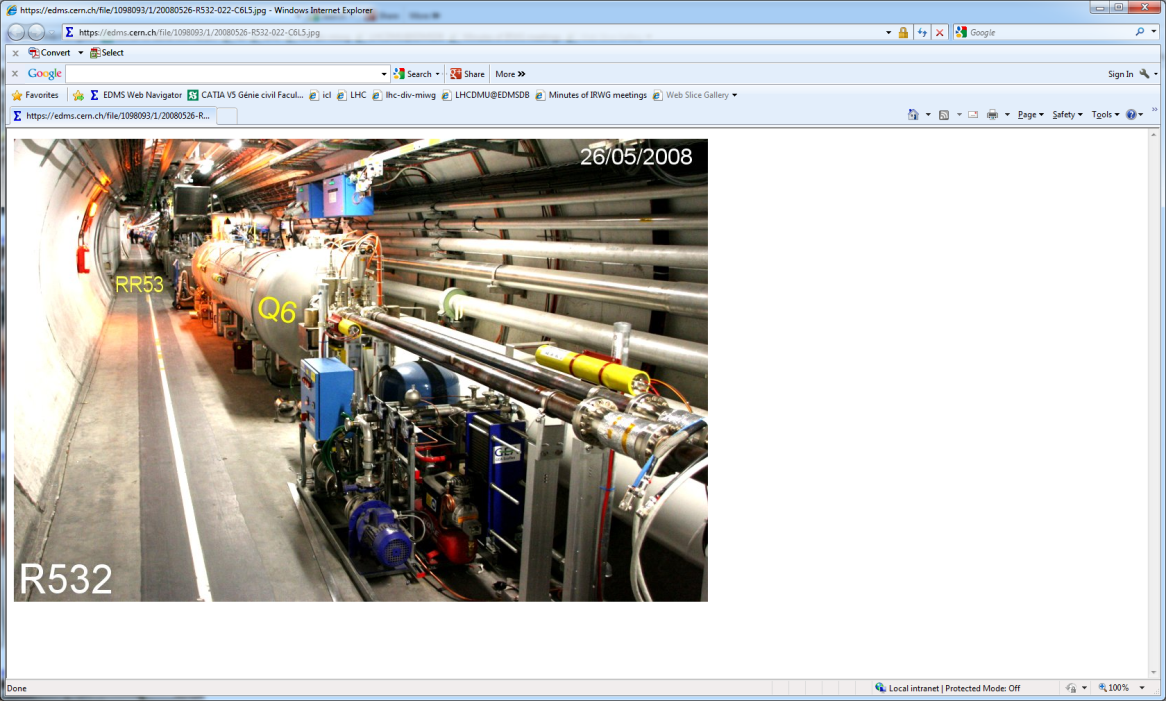 https://edms.cern.ch/file/1098093/1/20080526-R532-022-C6L5.jpg - Windows Internet Explorer
https://edms.cern.ch/file/1098093/1/20080526-R532-022-C6L5.jpg
Google
x Convert Select
x Google Search Share More »
Sign In
Favorites EDMS Web Navigator CATIA V5 Génie civil Facul... icl LHC lhc-div-miwg LHCDMU@EDMSDB Minutes of IRWG meetings Web Slice Gallery
https://edms.cern.ch/file/1098093/1/20080526-R...
Page Safety Tools
26/05/2008
RR53
Q6
GEA
R532
Done
Local intranet | Protected Mode: Off
100%